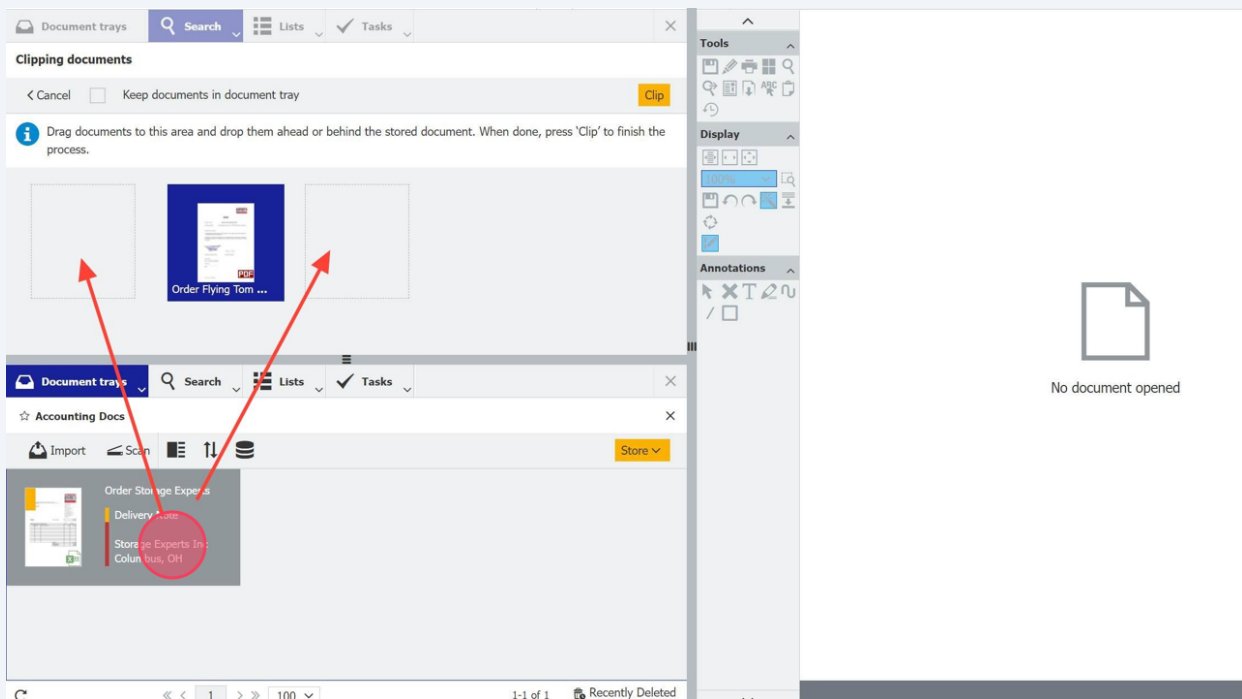 Document trays Search Lists Tasks
Clipping documents
Cancel Keep documents in document tray Clip
Drag documents to this area and drop them ahead or behind the stored document. When done, press 'Clip' to finish the
process.
PDF
Order Flying Tom ...
Document trays Search Lists Tasks
Accounting Docs
Import Scan Store
Order Storage Experts
Delivery Note
Storage Experts Inc
Columbus, OH
1 100 1-1 of 1 Recently Deleted
Tools
ABC
Display
100%
Annotations
T
No document opened